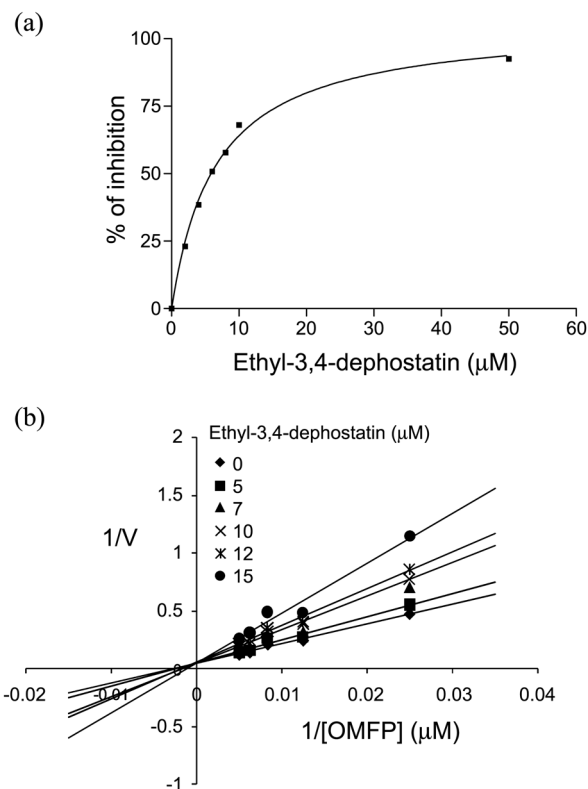 (a)
100
75
50
25
0
% of inhibition
0 10 20 30 40 50 60
Ethyl-3,4-dephostatin (μM)
(b)
Ethyl-3,4-dephostatin (μM)
0
5
7
10
12
15
2
1.5
1
0.5
0
-0.5
-1
1/V
-0.02 -0.01 0 0.01 0.02 0.03 0.04
1/[OMFP] (μM)